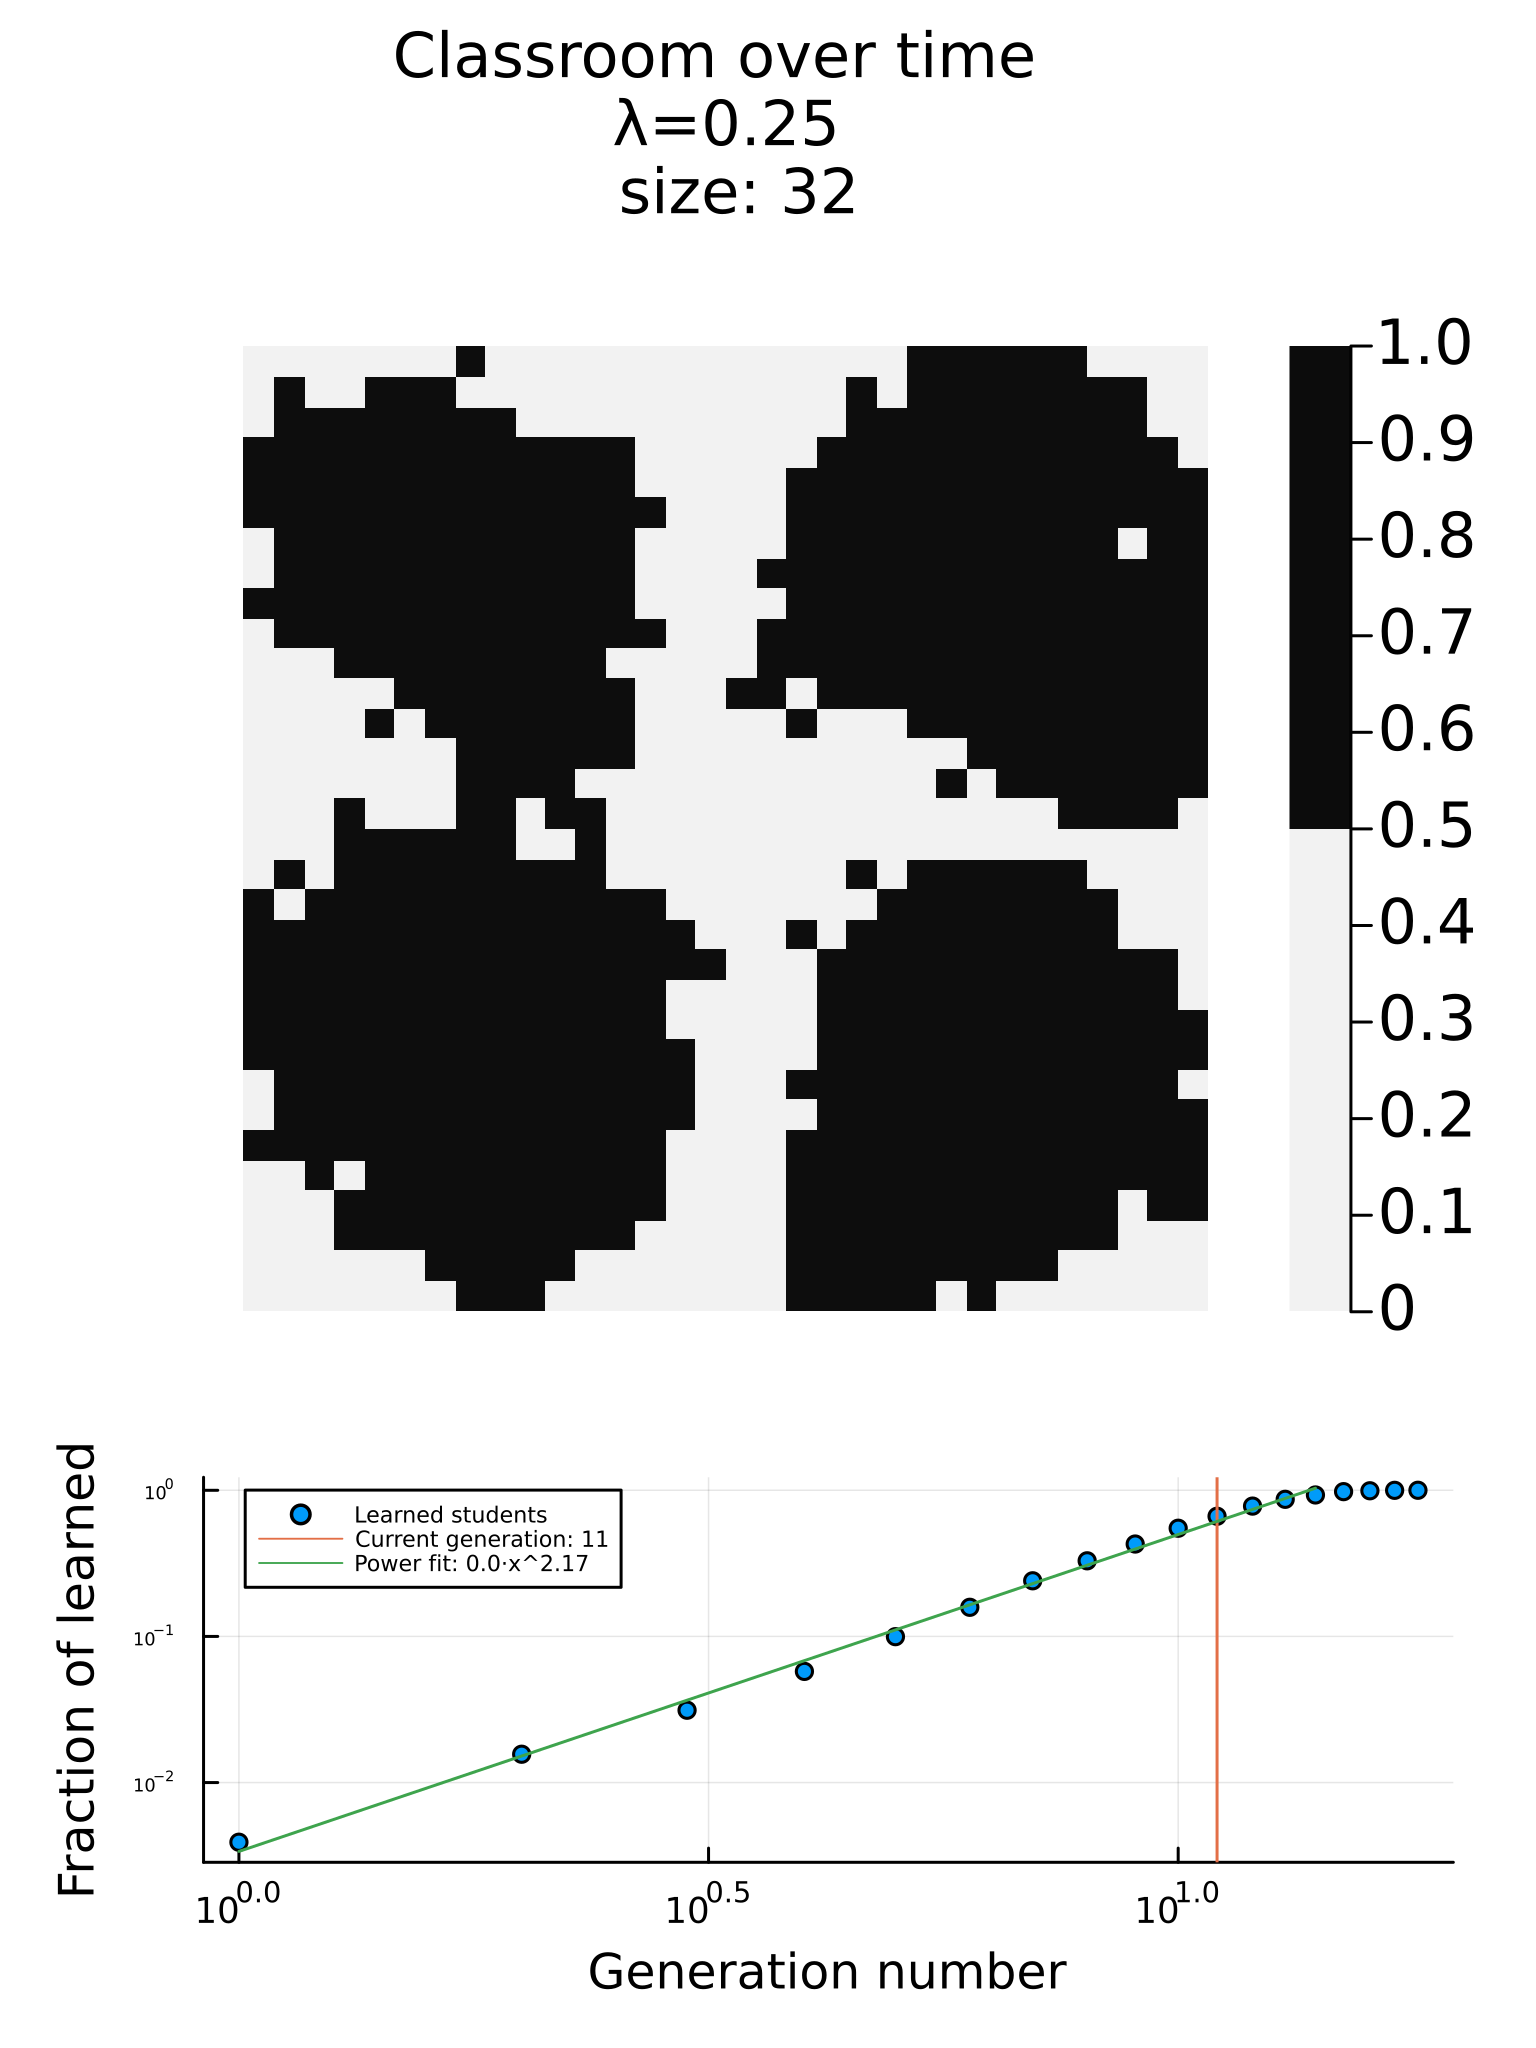 Classroom over time
λ=0.25
size: 32
1.0
0.9
0.8
0.7
0.6
0.5
0.4
0.3
0.2
0.1
0
Fraction of learned
10^0
10^-1
10^-2
Learned students
Current generation: 11
Power fit: 0.0·x^2.17
10^0.0
10^0.5
10^1.0
Generation number